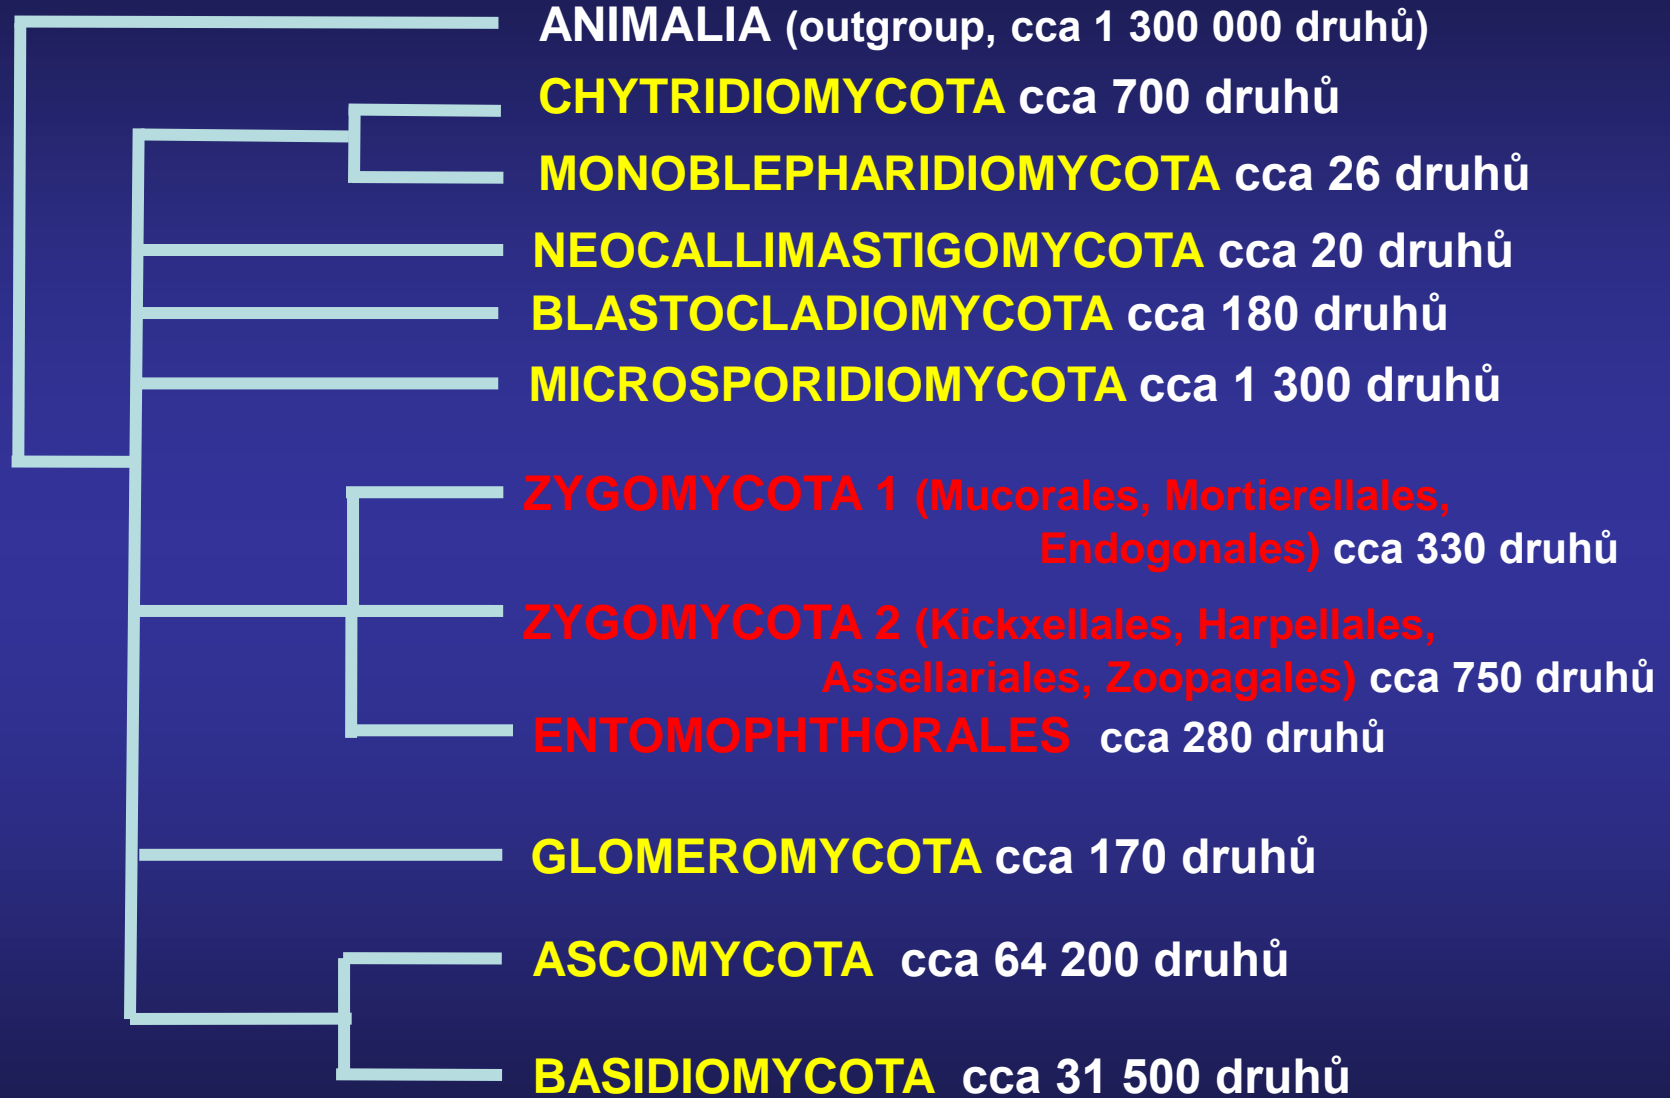 ANIMALIA (outgroup, cca 1 300 000 druhů)
CHYTRIDIOMYCOTA cca 700 druhů
MONOBLEPHARIDIOMYCOTA cca 26 druhů
NEOCALLIMASTIGOMYCOTA cca 20 druhů
BLASTOCLADIOMYCOTA cca 180 druhů
MICROSPORIDIOMYCOTA cca 1 300 druhů
ZYGOMYCOTA 1 (Mucorales, Mortierellales,
Endogonales) cca 330 druhů
ZYGOMYCOTA 2 (Kickxellales, Harpellales,
Assellariales, Zoopagales) cca 750 druhů
ENTOMOPHTHORALES cca 280 druhů
GLOMEROMYCOTA cca 170 druhů
ASCOMYCOTA cca 64 200 druhů
BASIDIOMYCOTA cca 31 500 druhů